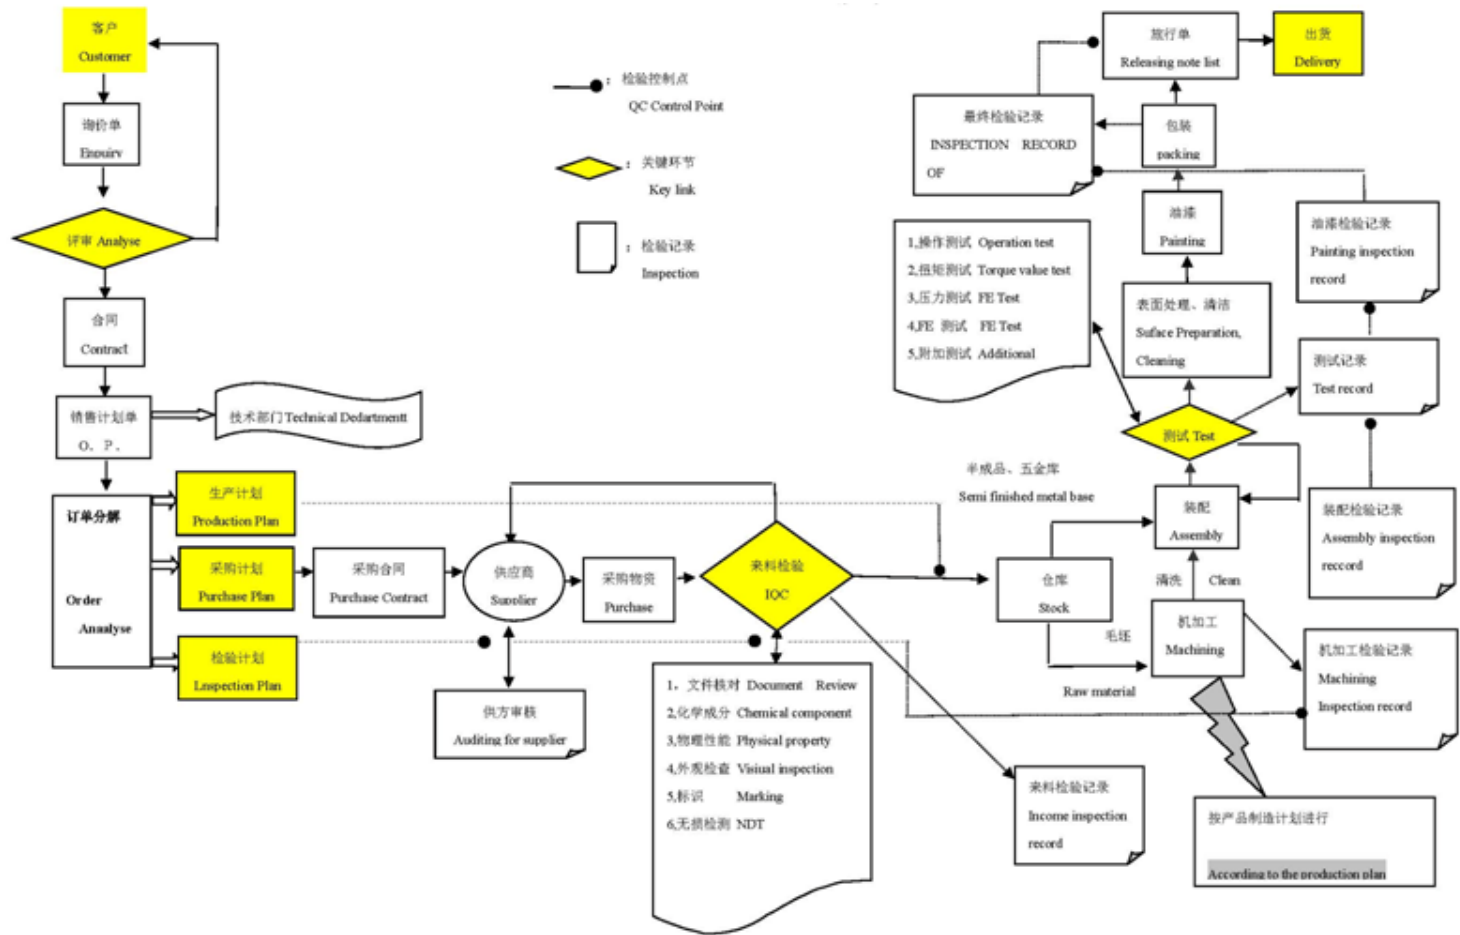 客户
Customer
询价单
Enquiry
评审 Analyse
合同
Contract
销售计划单
O. P.
技术部门 Technical Dedartmentt
订单分解
Order
Anaalyse
生产计划
Production Plan
采购计划
Purchase Plan
检验计划
Lnspection Plan
采购合同
Purchase Contract
供应商
Supplier
供方审核
Auditing for supplier
采购物资
Purchase
来料检验
IQC
1，文件核对 Document Review
2,化学成分 Chemical component
3,物理性能 Physical property
4,外观检查 Visiual inspection
5,标识 Marking
6,无损检测 NDT
：检验控制点
QC Control Point
：关键环节
Key link
：检验记录
Inspection
来料检验记录
Income inspection
record
仓库
Stock
半成品、五金库
Semi finished metal base
毛坯
Raw material
机加工
Machining
清洗 Clean
装配
Assembly
测试 Test
1,操作测试 Operation test
2,扭矩测试 Torque value test
3,压力测试 FE Test
4,FE 测试 FE Test
5,附加测试 Additional
表面处理、清洁
Suface Preparation,
Cleaning
油漆
Painting
包装
packing
最终检验记录
INSPECTION RECORD
OF
放行单
Releasing note list
出货
Delivery
油漆检验记录
Painting inspection
record
测试记录
Test record
装配检验记录
Assembly inspection
reccord
机加工检验记录
Machining
Inspection record
按产品制造计划进行
According to the production plan